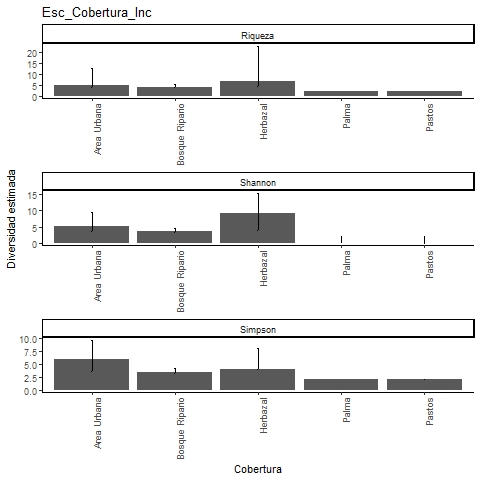 Esc_Cobertura_Inc
Riqueza
20
15
10
5
0
Area Urbana
Bosque Ripario
Herbazal
Palma
Pastos
Diversidad estimada
Shannon
15
10
5
0
Area Urbana
Bosque Ripario
Herbazal
Palma
Pastos
Simpson
10.0
7.5
5.0
2.5
0.0
Area Urbana
Bosque Ripario
Herbazal
Palma
Pastos
Cobertura